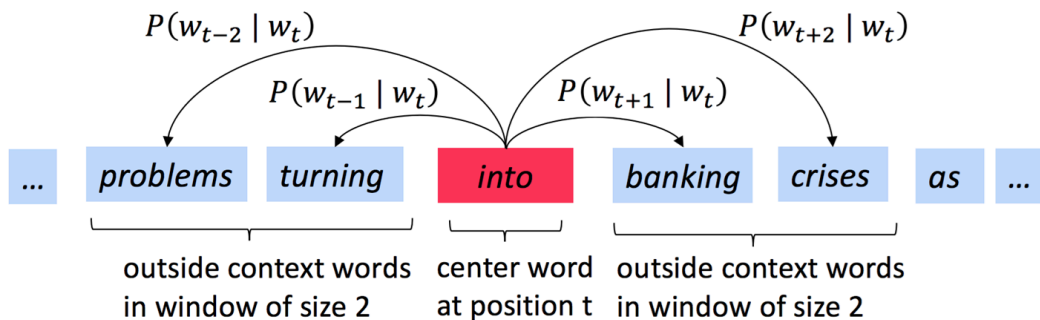 P(w_{t-2} | w_t) P(w_{t+2} | w_t)
P(w_{t-1} | w_t) P(w_{t+1} | w_t)
... problems turning into banking crises as ...
outside context words center word outside context words
in window of size 2 at position t in window of size 2